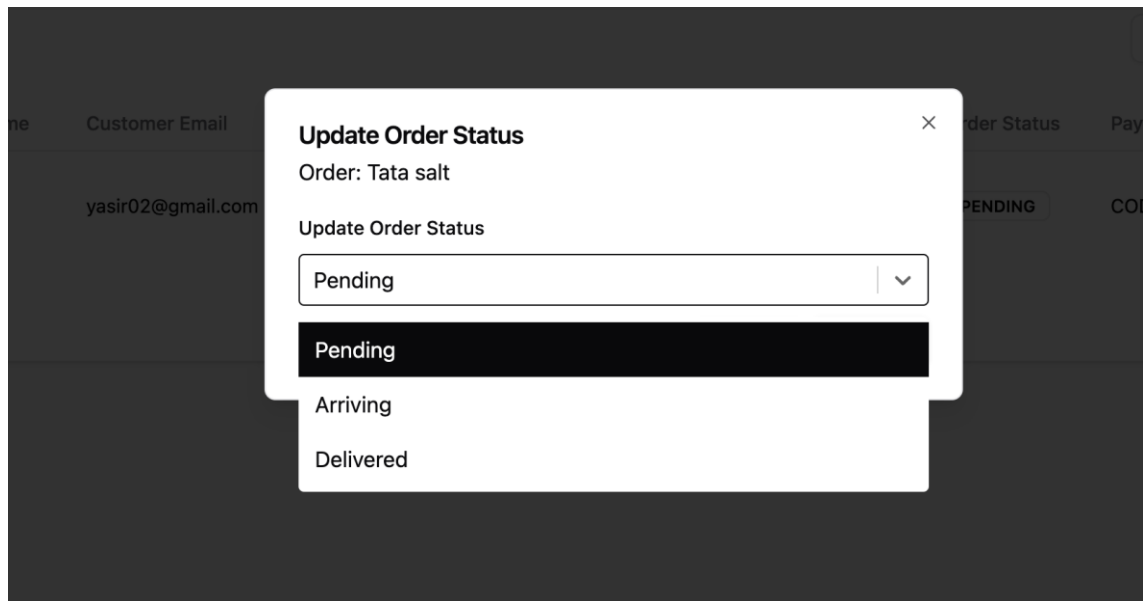 Update Order Status
Order: Tata salt
Update Order Status
Pending
Pending
Arriving
Delivered
Customer Email
yasir02@gmail.com
Status
PENDING